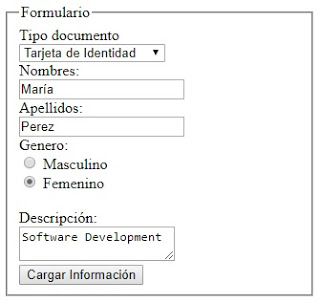 Formulario
Tipo documento
Tarjeta de Identidad
Nombres:
María
Apellidos:
Perez
Genero:
Masculino
Femenino
Descripción:
Software Development
Cargar Información